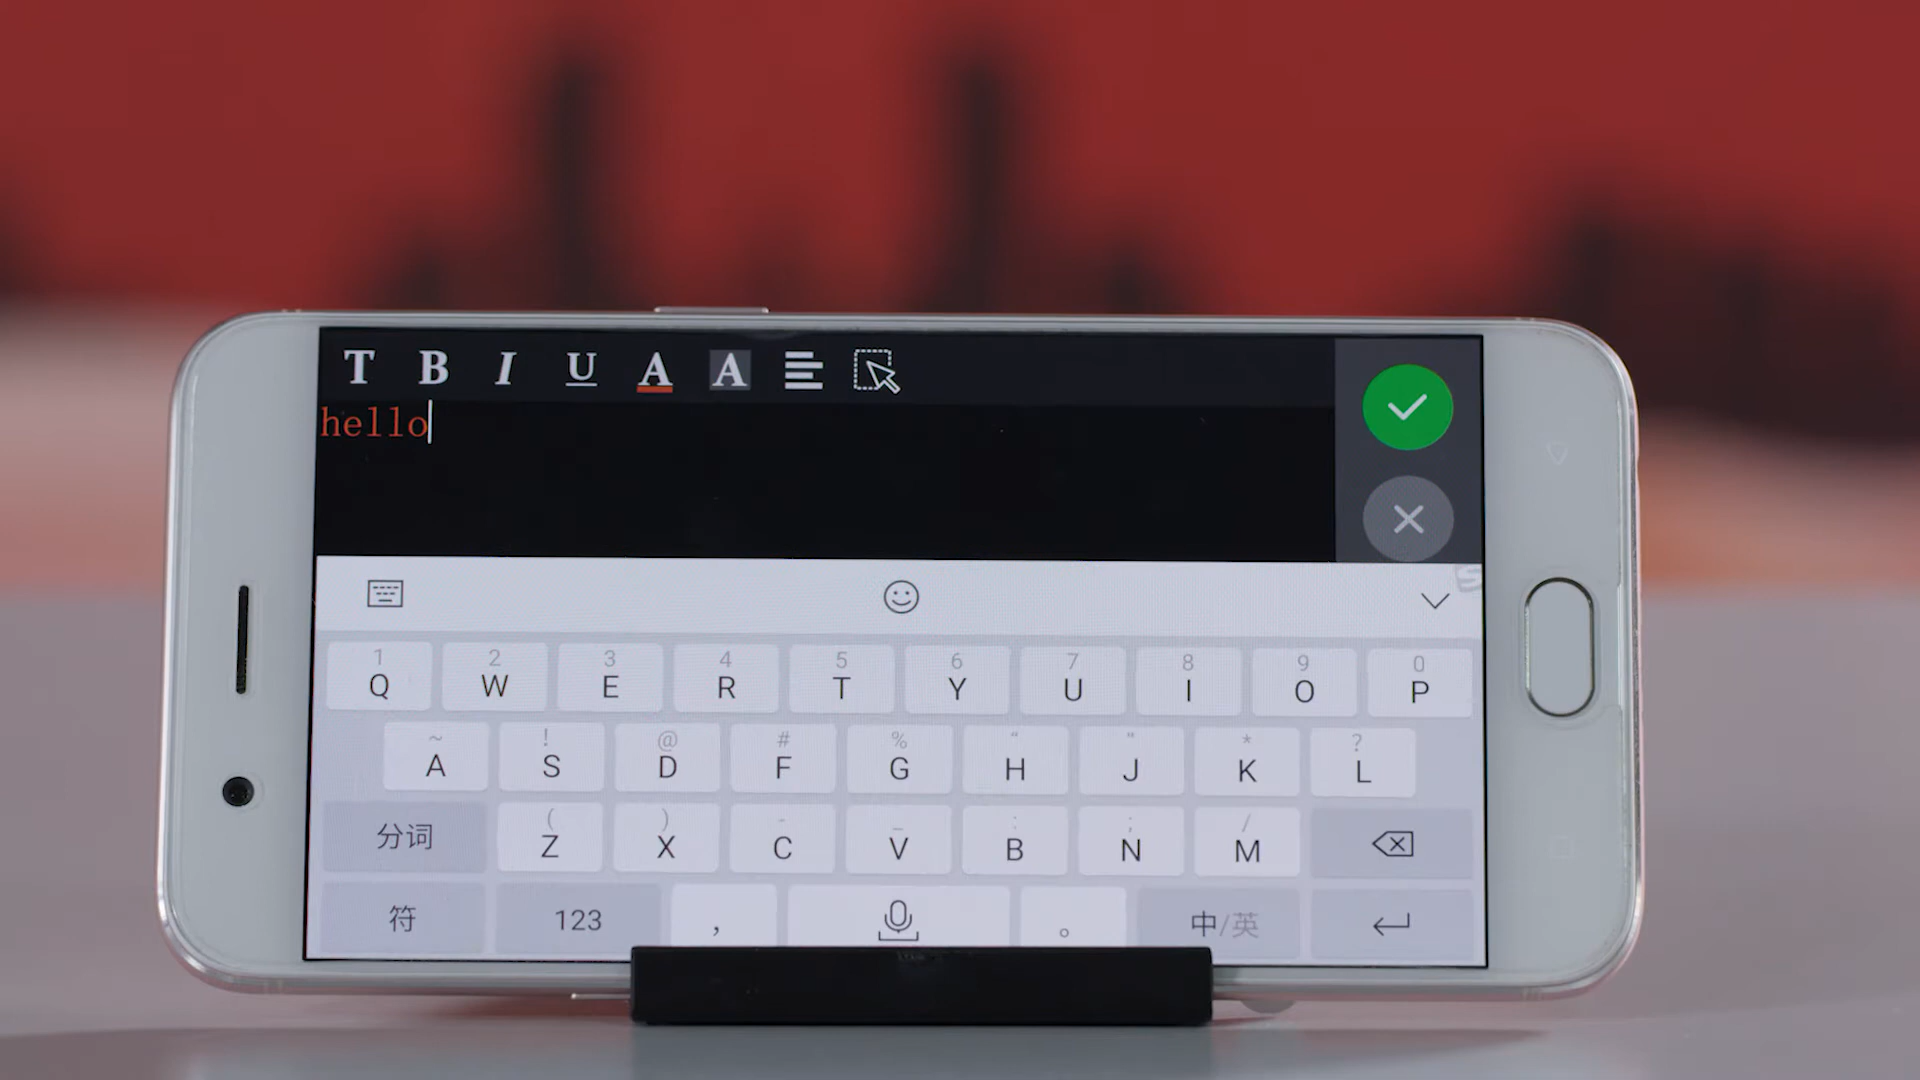 T B I U A A
hello
1 2 3 4 5 6 7 8 9 0
Q W E R T Y U I O P
~ ! @ # % “ " * ?
A S D F G H J K L
( ) - _ : ; /
分词 Z X C V B N M
符 123 , 。 中/英